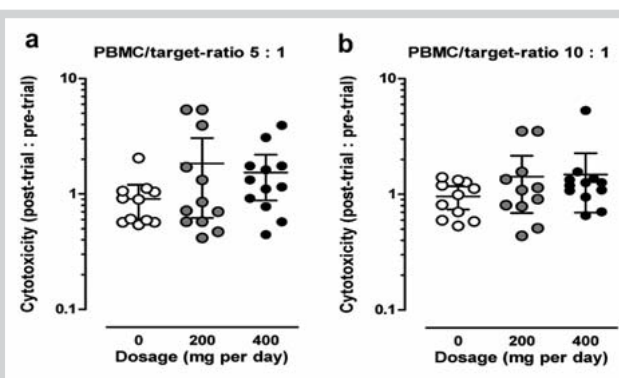 a
PBMC/target-ratio 5 : 1
Cytotoxicity (post-trial : pre-trial)
10
1
0.1
0 200 400
Dosage (mg per day)
b
PBMC/target-ratio 10 : 1
Cytotoxicity (post-trial : pre-trial)
10
1
0.1
0 200 400
Dosage (mg per day)